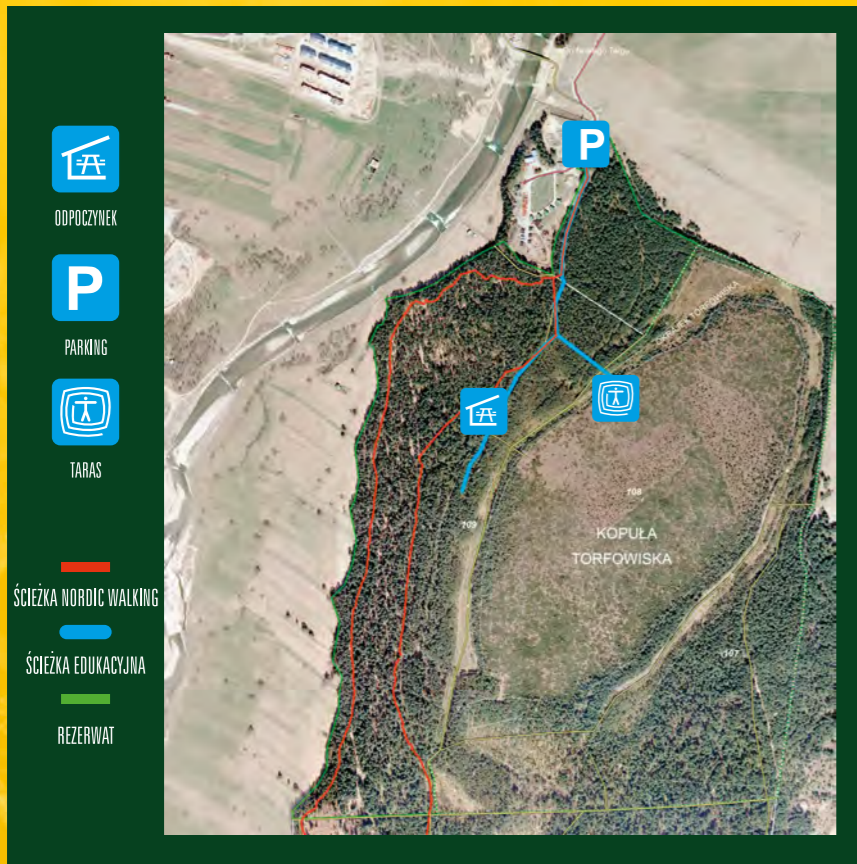 ODPOCZYNEK
P
PARKING
TARAS
ŚCIEŻKA NORDIC WALKING
ŚCIEŻKA EDUKACYJNA
REZERWAT
P
108
109
KOPUŁA
TORFOWISKA
107